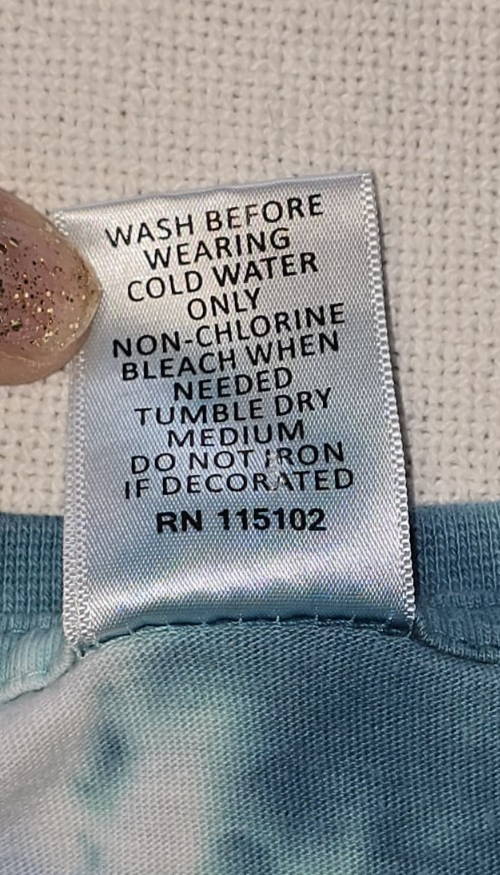 WASH BEFORE
WEARING
COLD WATER
ONLY
NON-CHLORINE
BLEACH WHEN
NEEDED
TUMBLE DRY
MEDIUM
DO NOT IRON
IF DECORATED
RN 115102